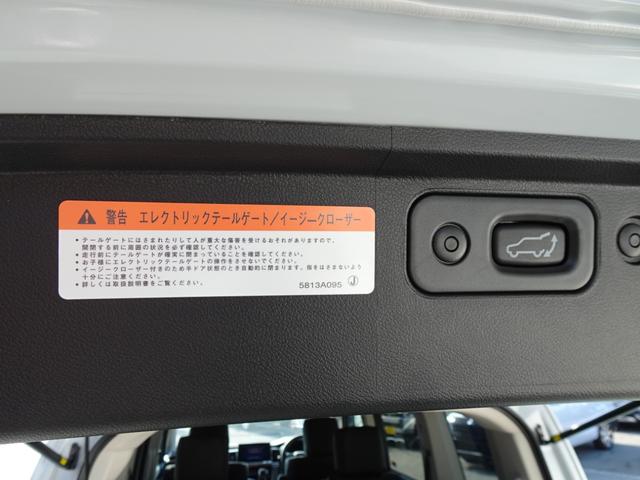 警告 エレクトリックテールゲート/イージークローザー
• テールゲートにはさまれたりして人が重大な傷害を受けるおそれがありますので、
開閉する前に周囲の状況を必ず確認してください。
• 走行前にテールゲートが確実に閉まっていることを確認してください。
• お子様にエレクトリックテールゲートの操作をさせないでください。
• イージークローザー付きのため半ドア状態のとき自動的に閉まります。指をはさまないよう
十分にご注意ください。
• 詳しくは取扱説明書をご覧ください。
5813A095 J